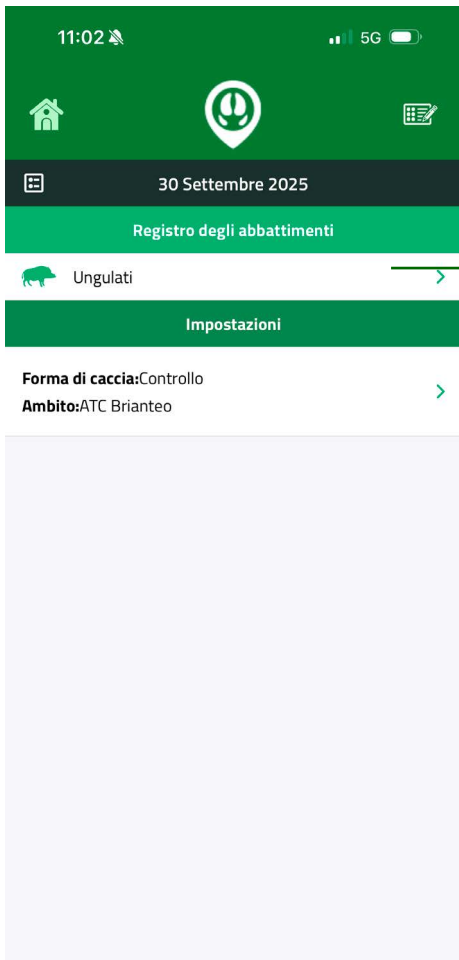 11:02
5G
30 Settembre 2025
Registro degli abbattimenti
Ungulati
Impostazioni
Forma di caccia:Controllo
Ambito:ATC Brianteo